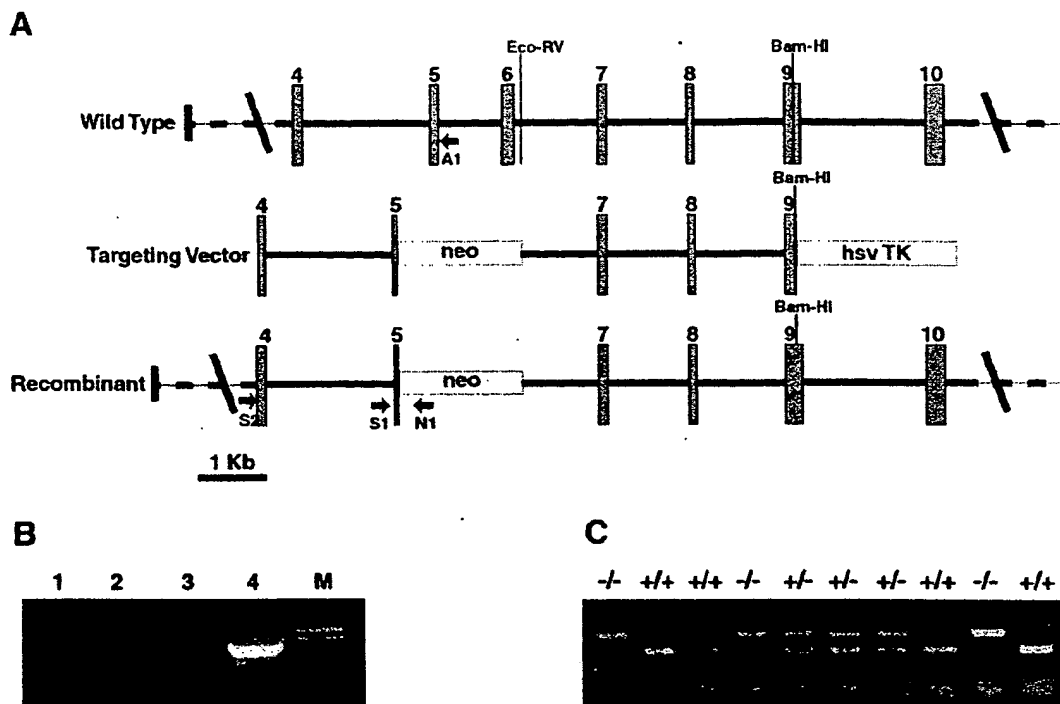 A
Eco-RV Bam-HI
4 5 6 7 8 9 10
Wild Type
A1
Bam-HI
4 5 7 8 9
Targeting Vector neo hsv TK
Bam-HI
4 5 7 8 9 10
Recombinant neo
S2 S1 N1
1 Kb
B
1 2 3 4 M
C
-/- +/+ +/+ -/- +/- +/- +/- +/+ -/- +/+